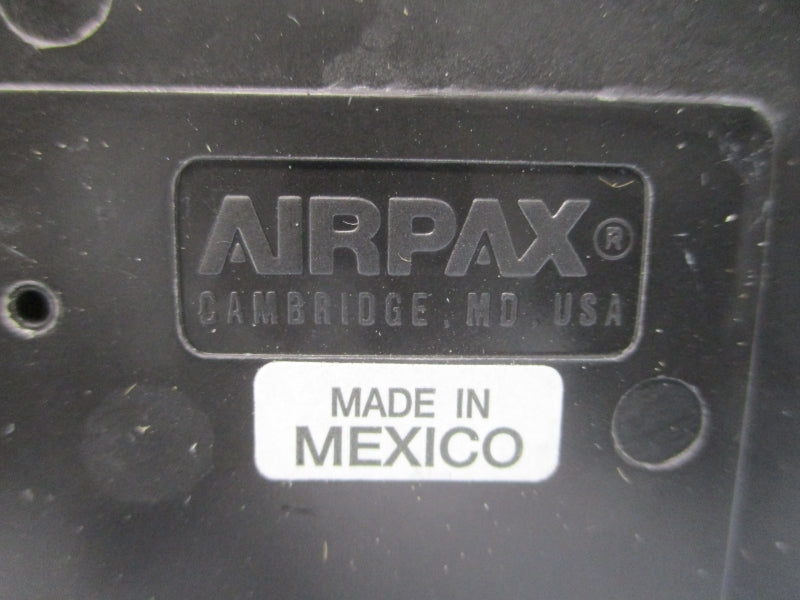 AIRPAX®
CAMBRIDGE, MD, USA
MADE IN
MEXICO